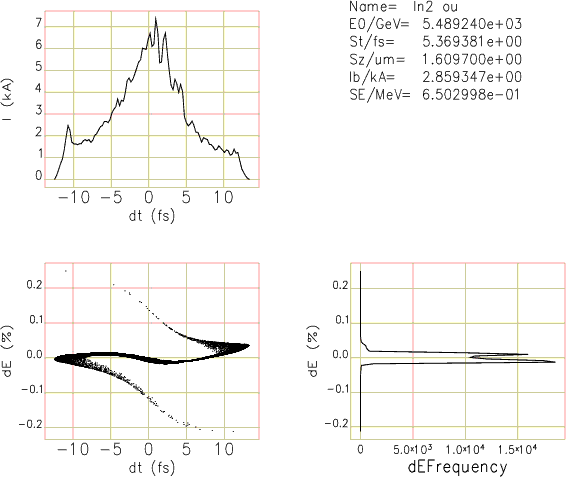 Name= ln2 ou
E0/GeV= 5.489240e+03
St/fs= 5.369381e+00
Sz/um= 1.609700e+00
Ib/kA= 2.859347e+00
SE/MeV= 6.502998e-01
I (kA)
7
6
5
4
3
2
1
0
-10 -5 0 5 10
dt (fs)
dE (%)
0.2
0.1
0.0
-0.1
-0.2
-10 -5 0 5 10
dt (fs)
dE (%)
0.2
0.1
0.0
-0.1
-0.2
0 5.0×10³ 1.0×10⁴ 1.5×10⁴
dEFrequency